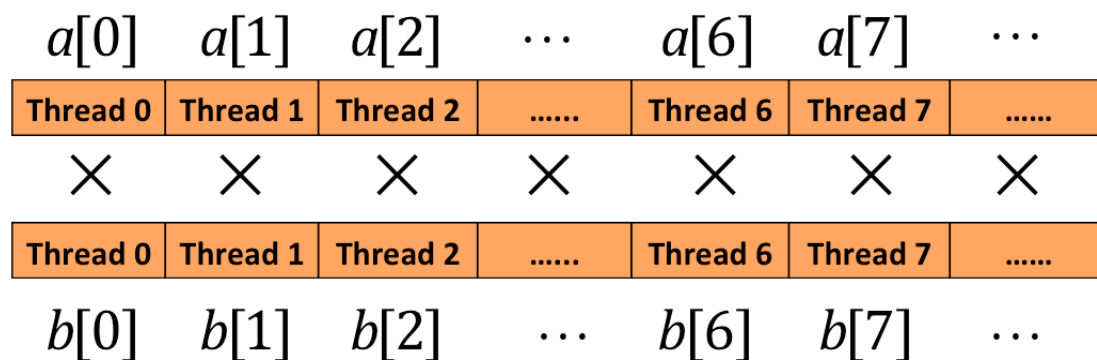 a[0] a[1] a[2] ⋯ a[6] a[7] ⋯
Thread 0 Thread 1 Thread 2 ...... Thread 6 Thread 7 ......
× × × × × × ×
Thread 0 Thread 1 Thread 2 ...... Thread 6 Thread 7 ......
b[0] b[1] b[2] ⋯ b[6] b[7] ⋯